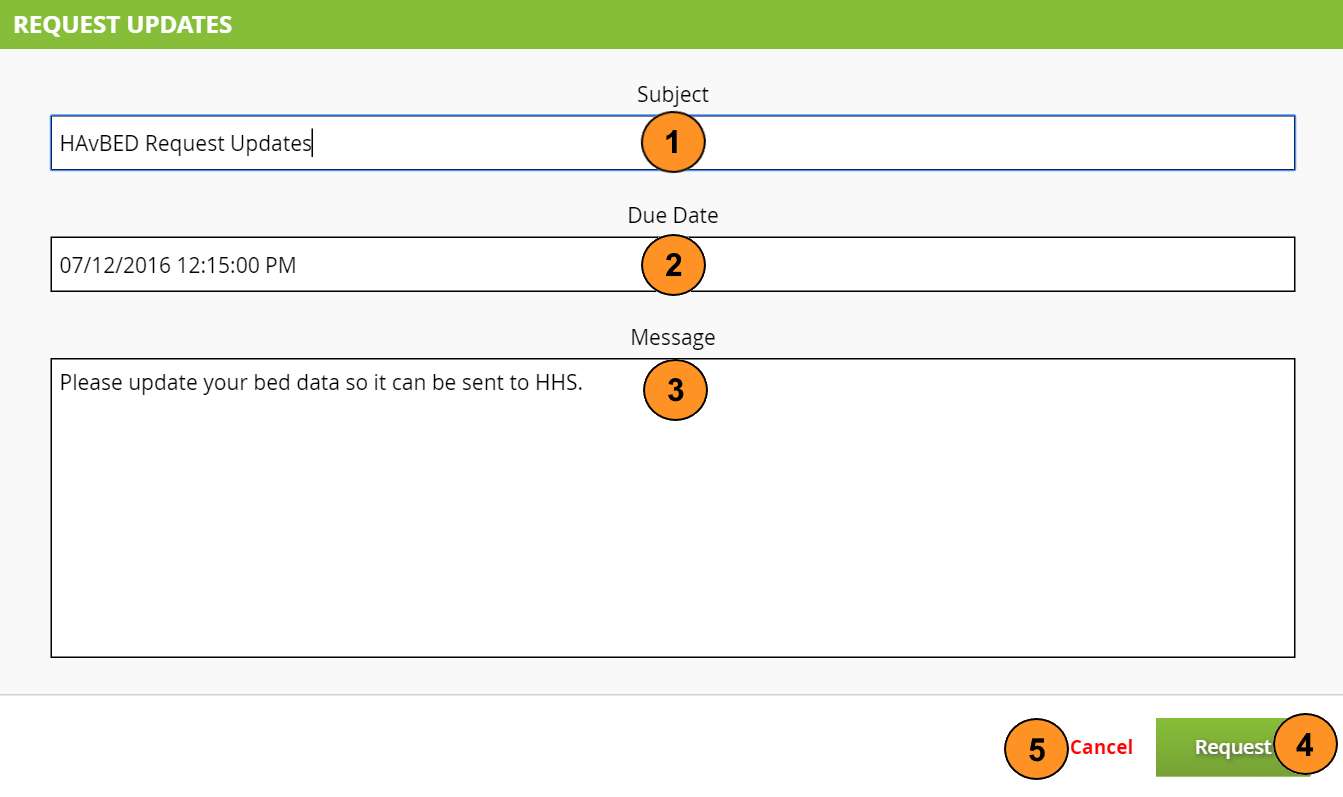 REQUEST UPDATES
Subject
HAvBED Request Updates
1
Due Date
07/12/2016 12:15:00 PM
2
Message
Please update your bed data so it can be sent to HHS.
3
5 Cancel Request 4